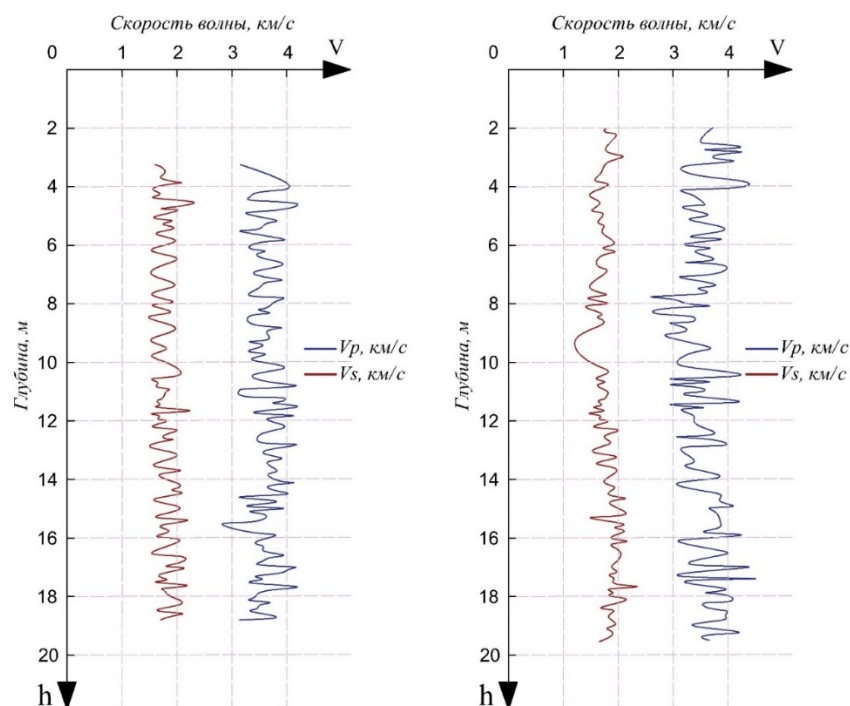 Скорость волны, км/с
0 1 2 3 4 V
2
4
6
8
10
12
14
16
18
20
Глубина, м
h
Vp, км/с
Vs, км/с
Скорость волны, км/с
0 1 2 3 4 V
2
4
6
8
10
12
14
16
18
20
Глубина, м
h
Vp, км/с
Vs, км/с